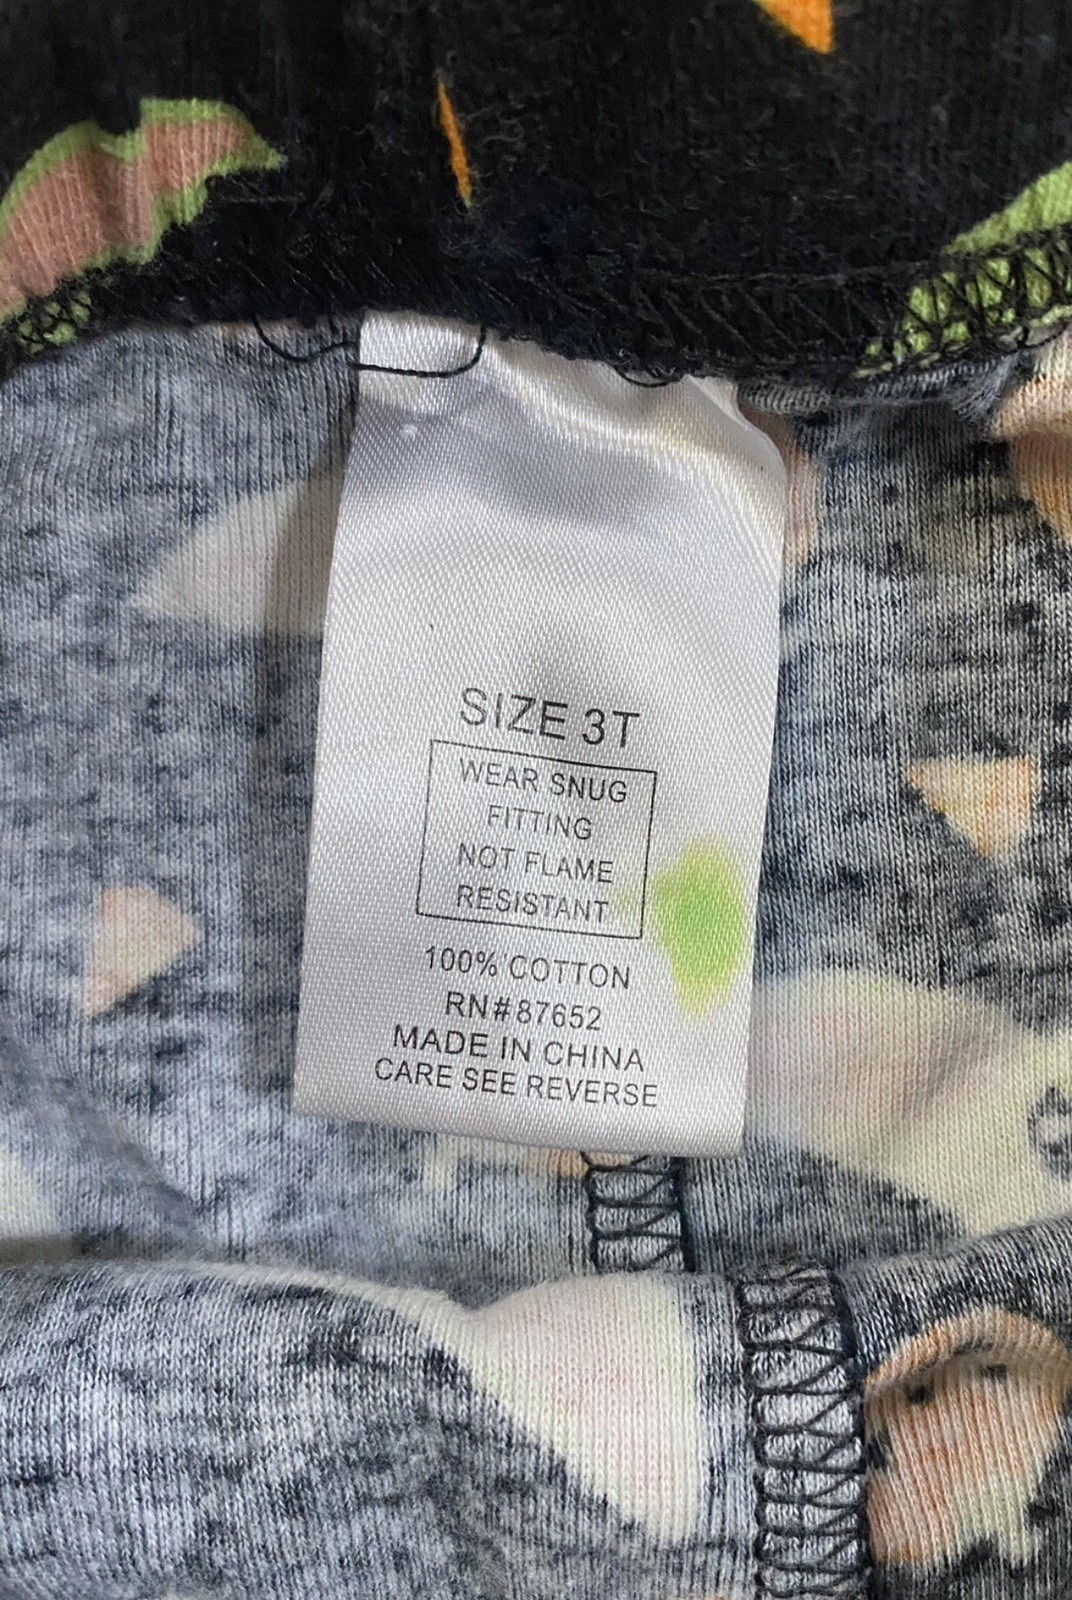 SIZE 3T
WEAR SNUG
FITTING
NOT FLAME
RESISTANT
100% COTTON
RN#87652
MADE IN CHINA
CARE SEE REVERSE